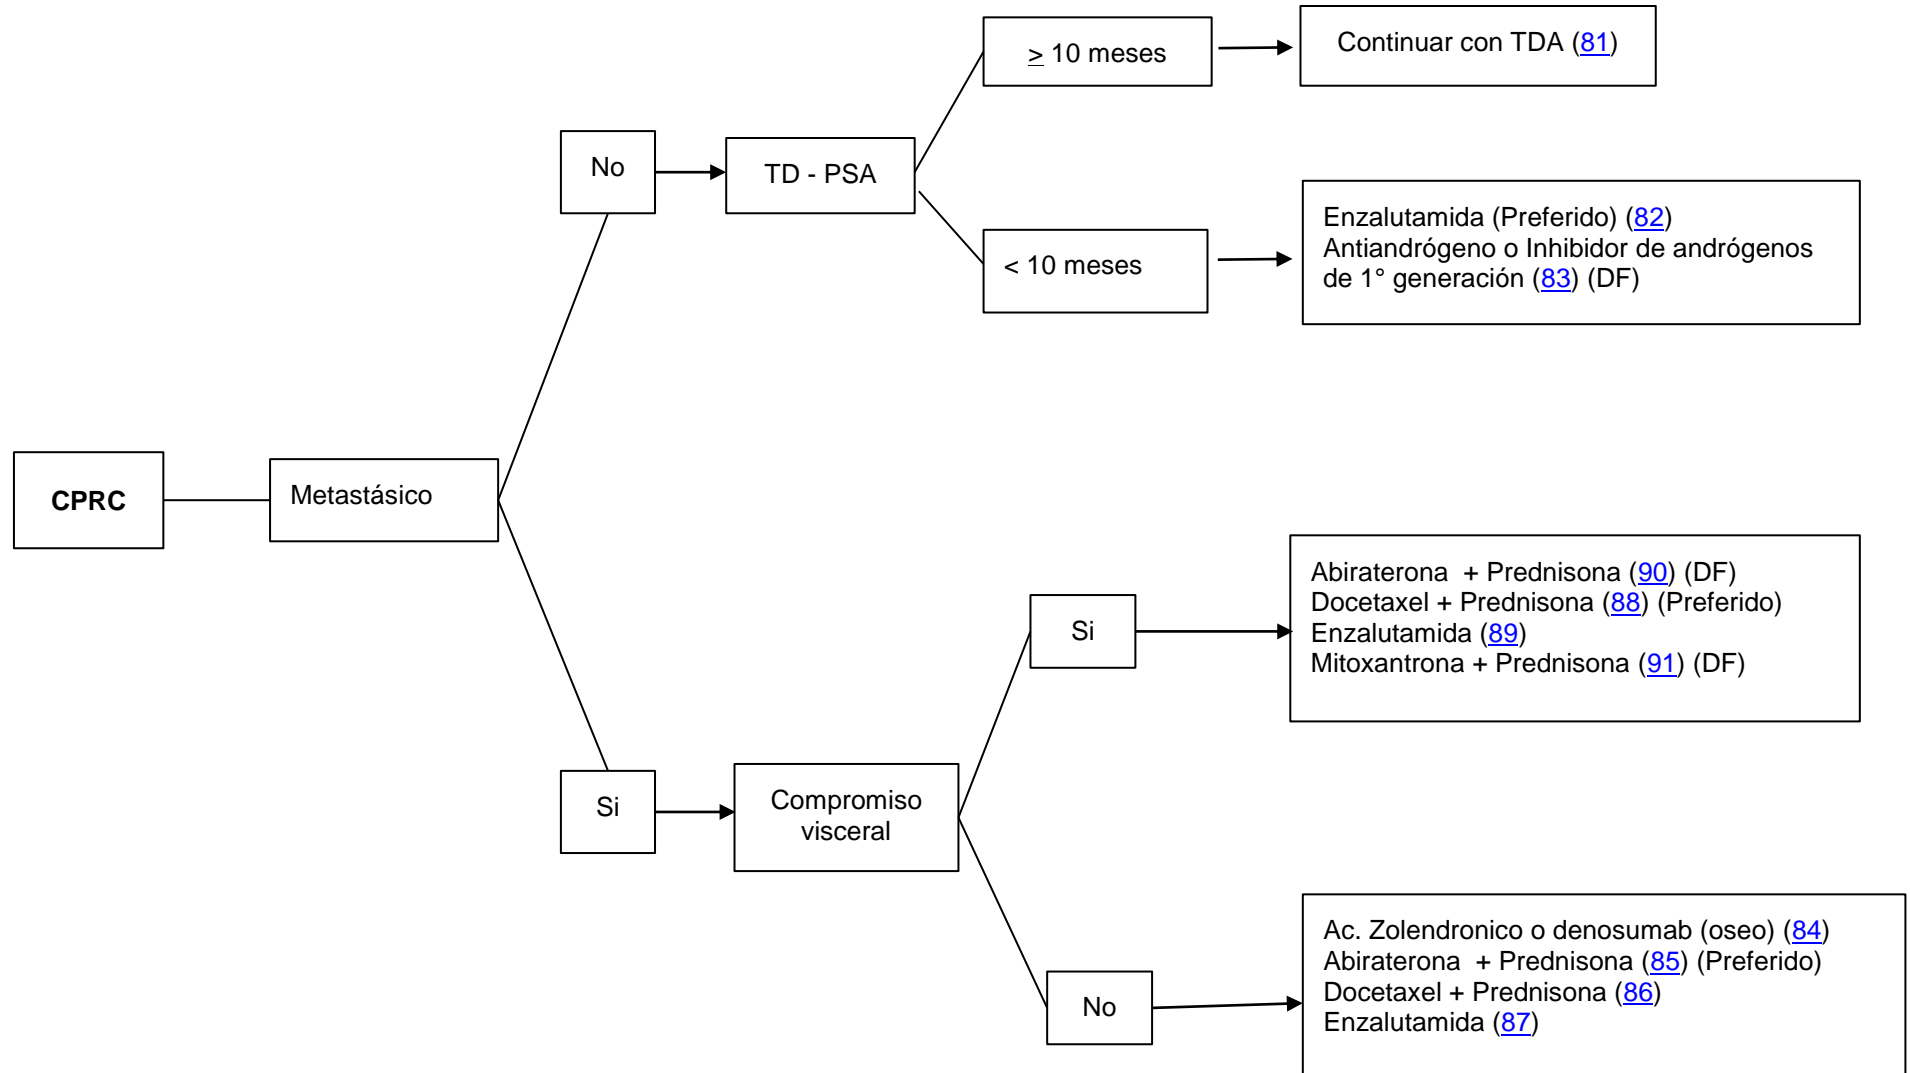 ≥ 10 meses
Continuar con TDA (81)
No
TD - PSA
Enzalutamida (Preferido) (82)
Antiandrógeno o Inhibidor de andrógenos
de 1° generación (83) (DF)
< 10 meses
CPRC
Metastásico
Abiraterona + Prednisona (90) (DF)
Docetaxel + Prednisona (88) (Preferido)
Enzalutamida (89)
Mitoxantrona + Prednisona (91) (DF)
Si
Si
Compromiso
visceral
Ac. Zolendronico o denosumab (oseo) (84)
Abiraterona + Prednisona (85) (Preferido)
Docetaxel + Prednisona (86)
Enzalutamida (87)
No